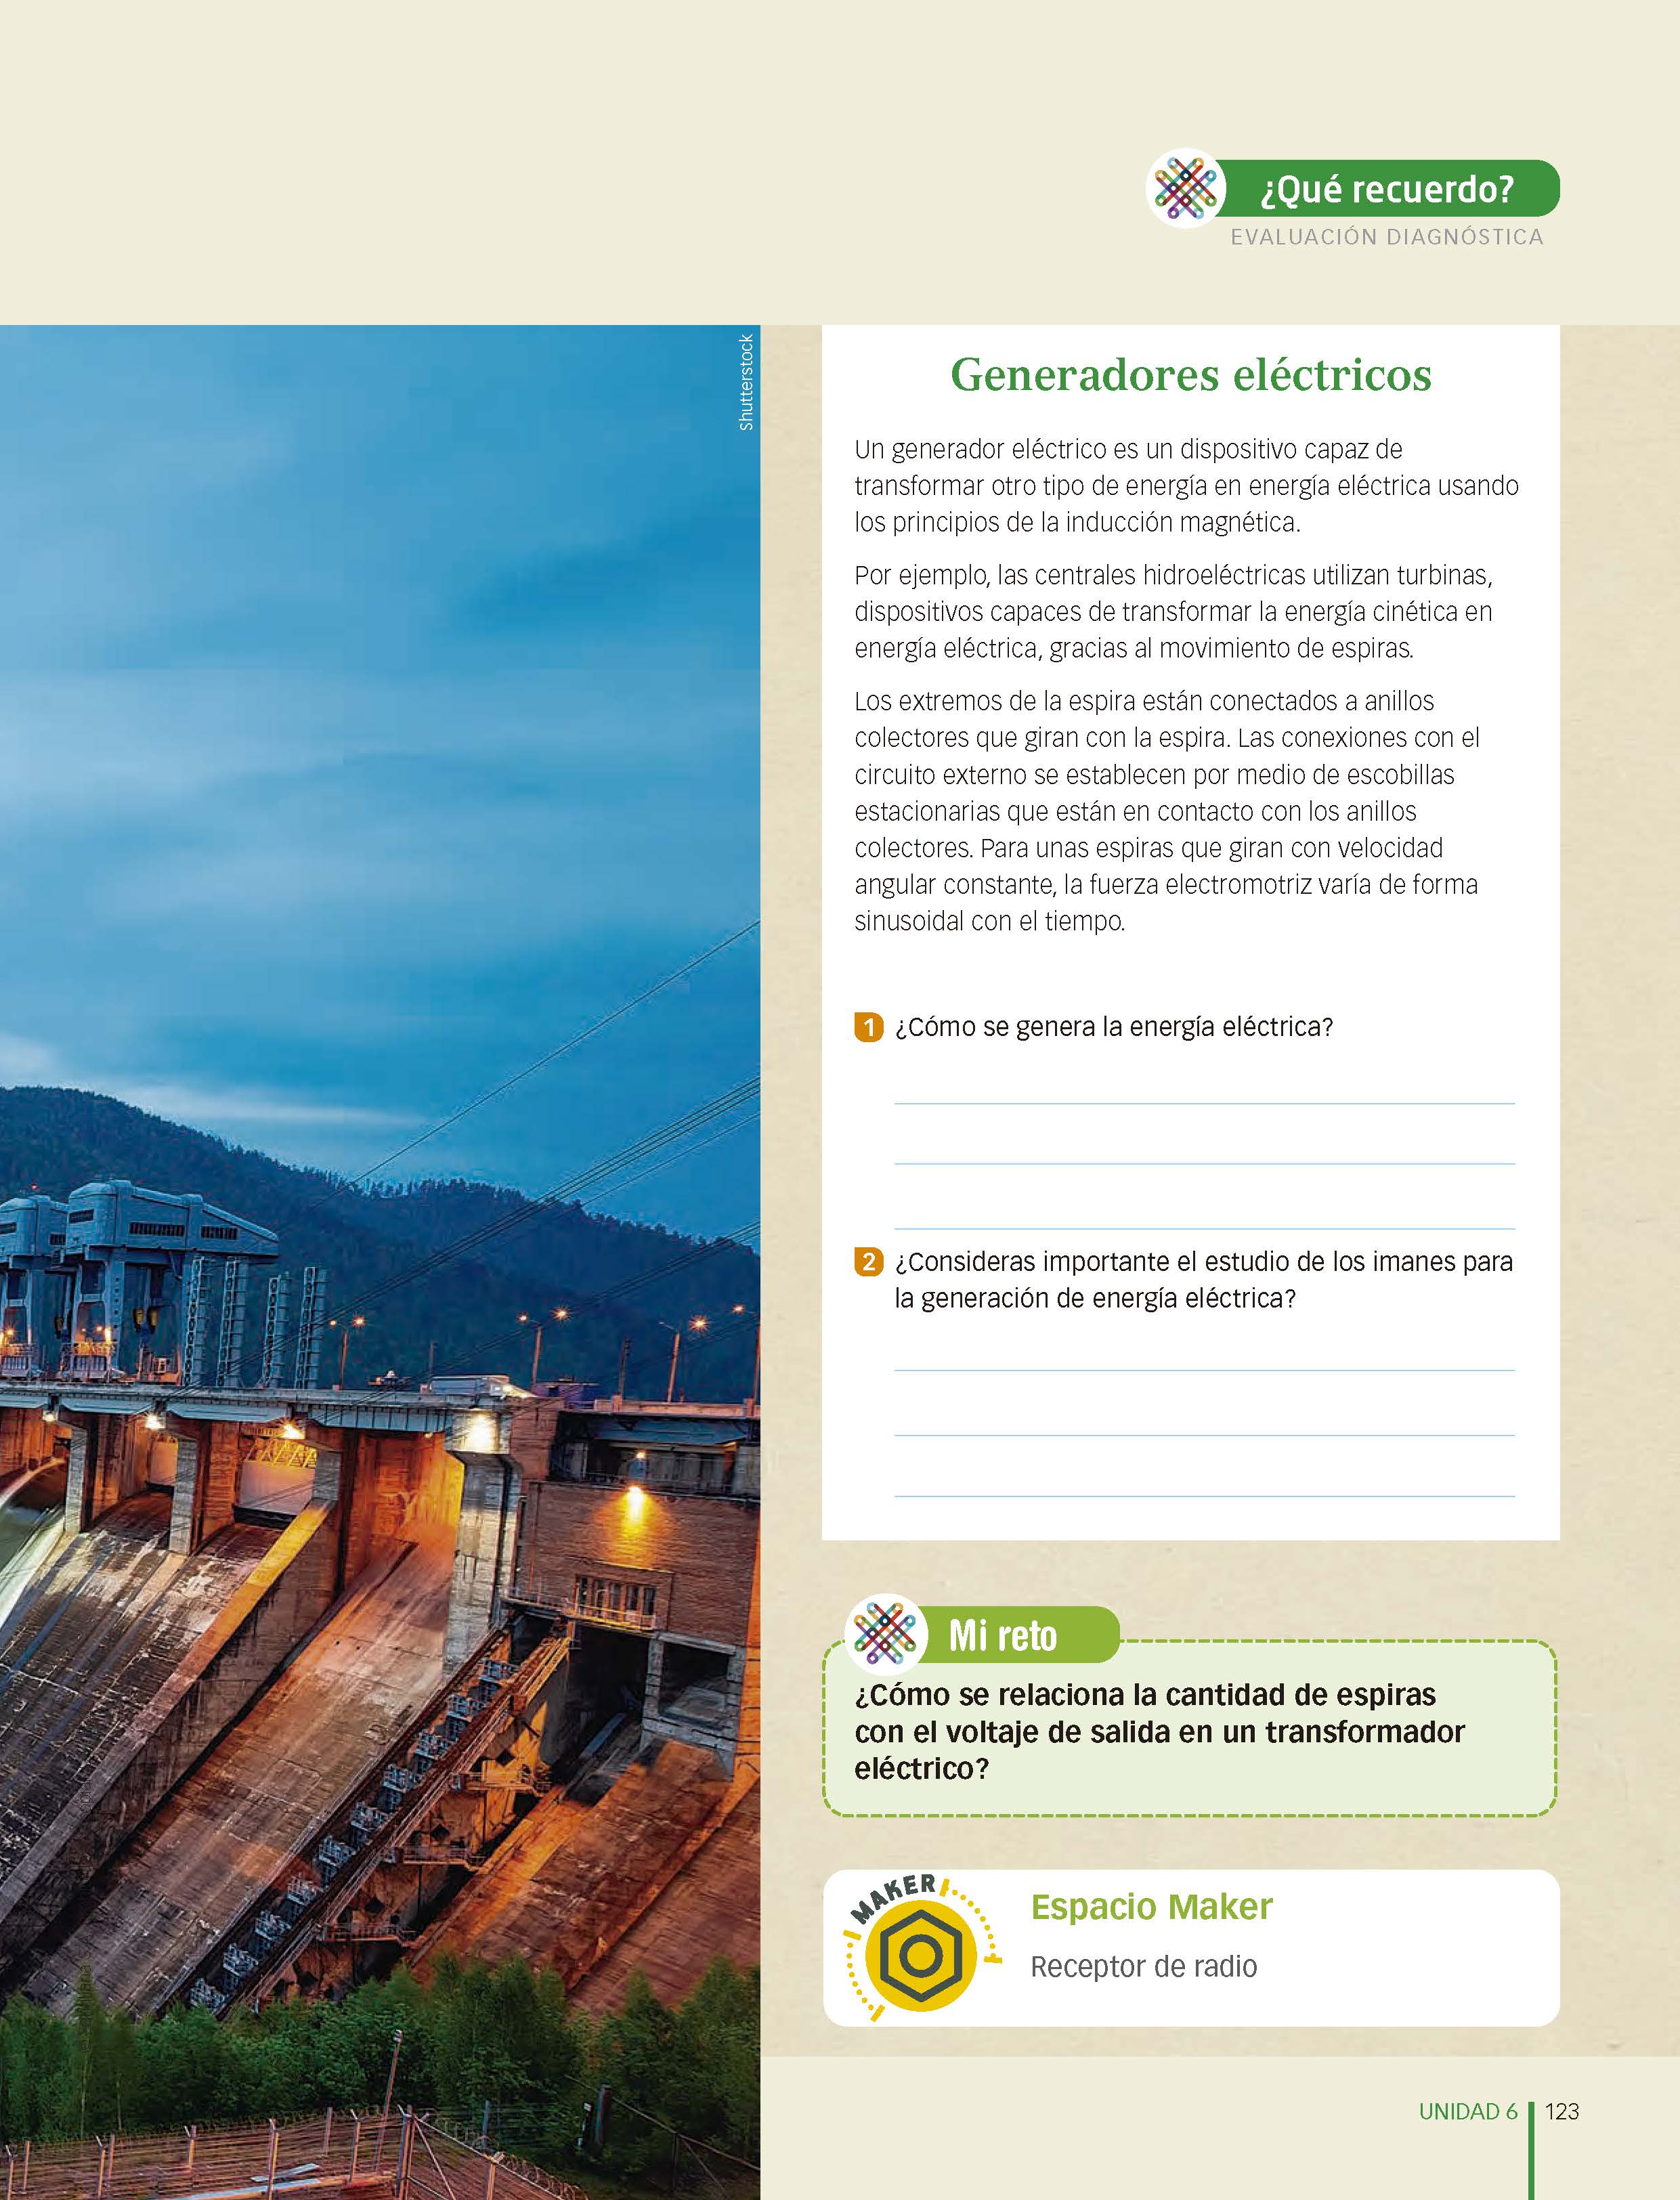 ¿Qué recuerdo?
EVALUACIÓN DIAGNÓSTICA
Shutterstock
Generadores eléctricos
Un generador eléctrico es un dispositivo capaz de
transformar otro tipo de energía en energía eléctrica usando
los principios de la inducción magnética.
Por ejemplo, las centrales hidroeléctricas utilizan turbinas,
dispositivos capaces de transformar la energía cinética en
energía eléctrica, gracias al movimiento de espiras.
Los extremos de la espira están conectados a anillos
colectores que giran con la espira. Las conexiones con el
circuito externo se establecen por medio de escobillas
estacionarias que están en contacto con los anillos
colectores. Para unas espiras que giran con velocidad
angular constante, la fuerza electromotriz varía de forma
sinusoidal con el tiempo.
1 ¿Cómo se genera la energía eléctrica?
2 ¿Consideras importante el estudio de los imanes para
la generación de energía eléctrica?
Mi reto
¿Cómo se relaciona la cantidad de espiras
con el voltaje de salida en un transformador
eléctrico?
MAKER
Espacio Maker
Receptor de radio
UNIDAD 6 123